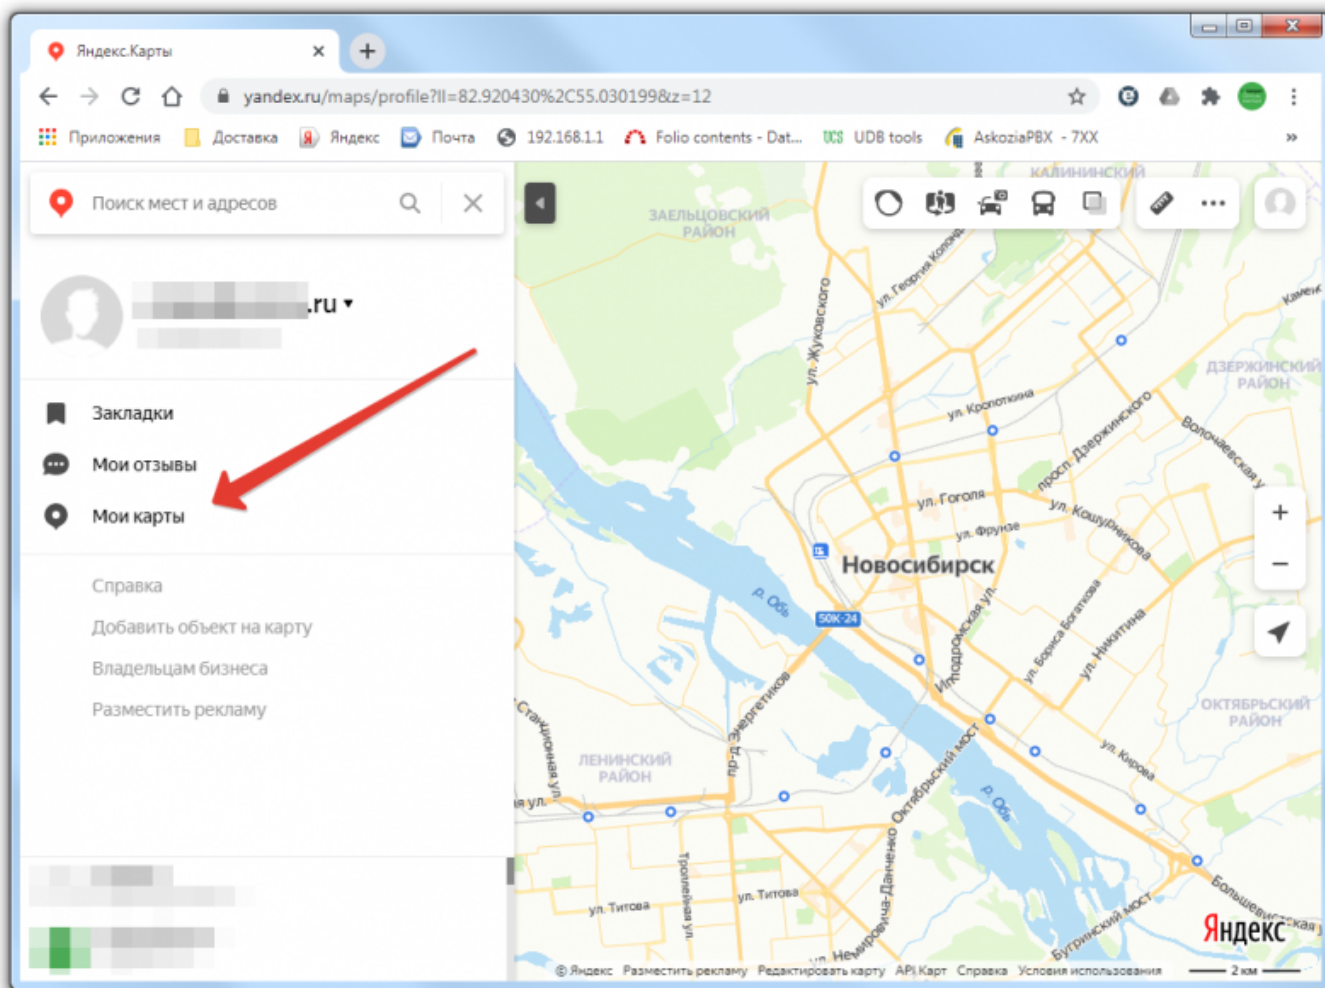 Яндекс.Карты
yandex.ru/maps/profile?ll=82.920430%2C55.030199&z=12
Приложения Доставка Яндекс Почта 192.168.1.1 Folio contents - Dat... UCS UDB tools AskoziaPBX - 7XX »
Поиск мест и адресов
.ru
Закладки
Мои отзывы
Мои карты
Справка
Добавить объект на карту
Владельцам бизнеса
Разместить рекламу
КАЛИНИНСКИЙ
ЗАЕЛЬЦОВСКИЙ
РАЙОН
ул. Жуковского
ДЗЕРЖИНСКИЙ
РАЙОН
ул. Кропоткина
просп. Дзержинского
ул. Гоголя
ул. Кошурникова
ул. Фрунзе
Новосибирск
р. Обь
50К-24
ул. Бориса Богаткова
ул. Никитина
ОКТЯБРЬСКИЙ
РАЙОН
пр-д Энергетиков
ЛЕНИНСКИЙ
РАЙОН
ул. Кирова
Октябрьский мост
р. Обь
Троллейная ул.
ул. Титова
ул. Титова
ул. Немировича-Данченко
Бугринский мост
Яндекс
© Яндекс Разместить рекламу Редактировать карту API Карт Справка Условия использования 2 км